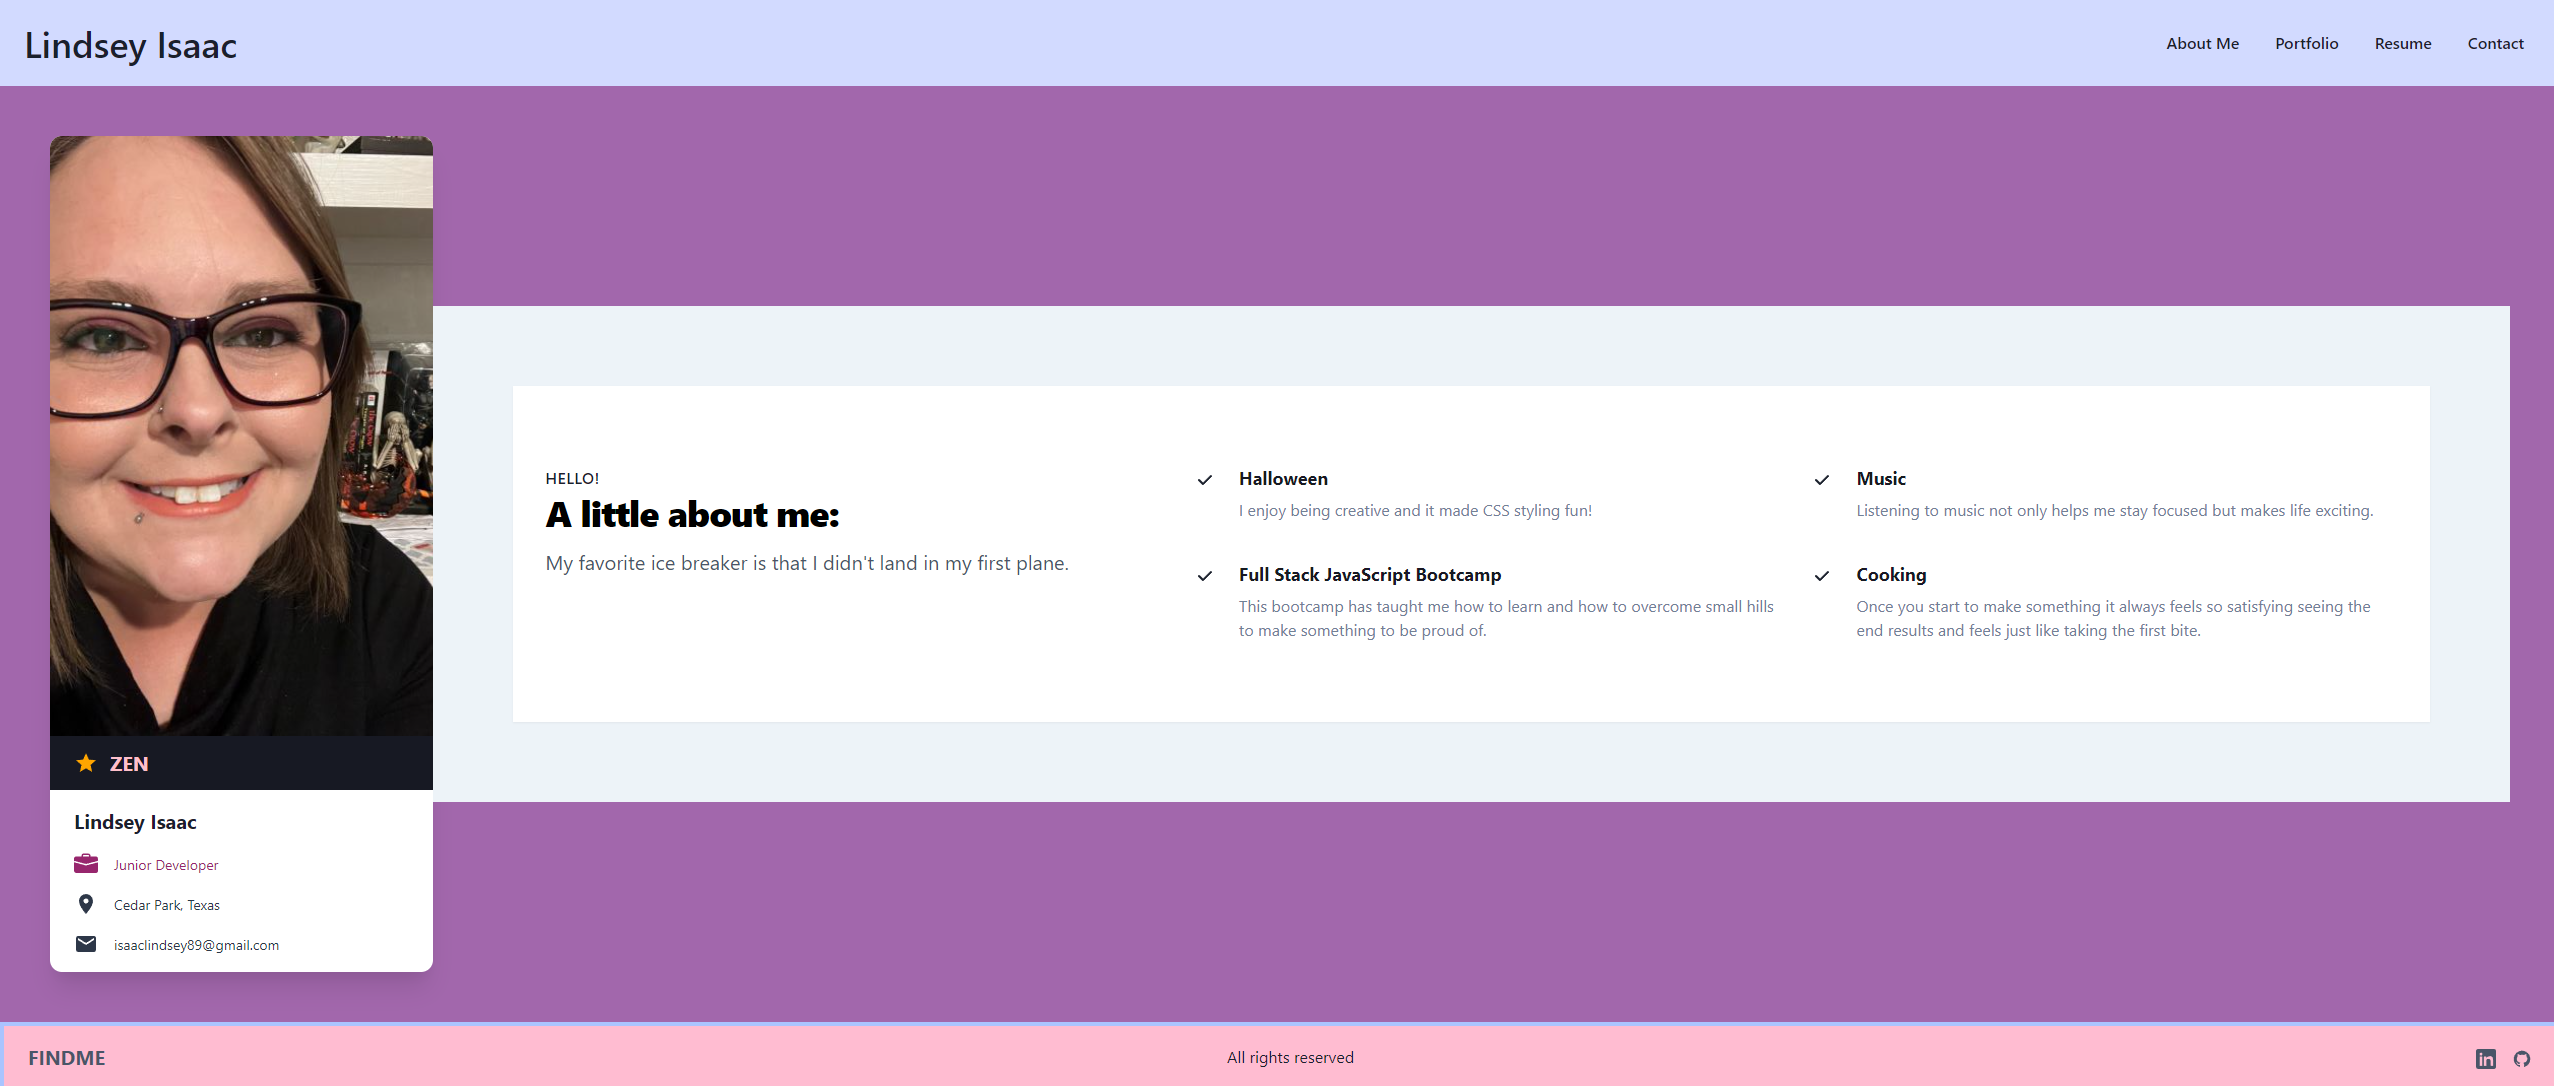 Lindsey Isaac
About Me
Portfolio
Resume
Contact
HELLO!
A little about me:
My favorite ice breaker is that I didn't land in my first plane.
Halloween
I enjoy being creative and it made CSS styling fun!
Music
Listening to music not only helps me stay focused but makes life exciting.
Full Stack JavaScript Bootcamp
This bootcamp has taught me how to learn and how to overcome small hills
to make something to be proud of.
Cooking
Once you start to make something it always feels so satisfying seeing the
end results and feels just like taking the first bite.
ZEN
Lindsey Isaac
Junior Developer
Cedar Park, Texas
isaaclindsey89@gmail.com
FINDME
All rights reserved
in